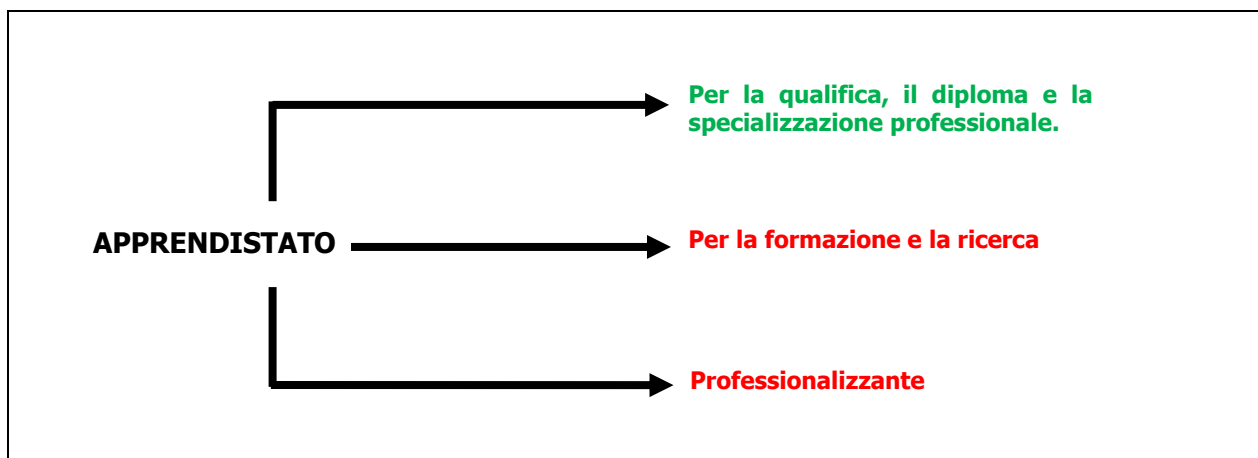 Per la qualifica, il diploma e la
specializzazione professionale.
APPRENDISTATO
Per la formazione e la ricerca
Professionalizzante